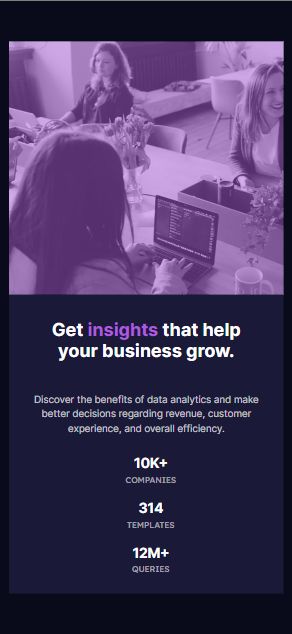 Get insights that help
your business grow.
Discover the benefits of data analytics and make
better decisions regarding revenue, customer
experience, and overall efficiency.
10K+
COMPANIES
314
TEMPLATES
12M+
QUERIES